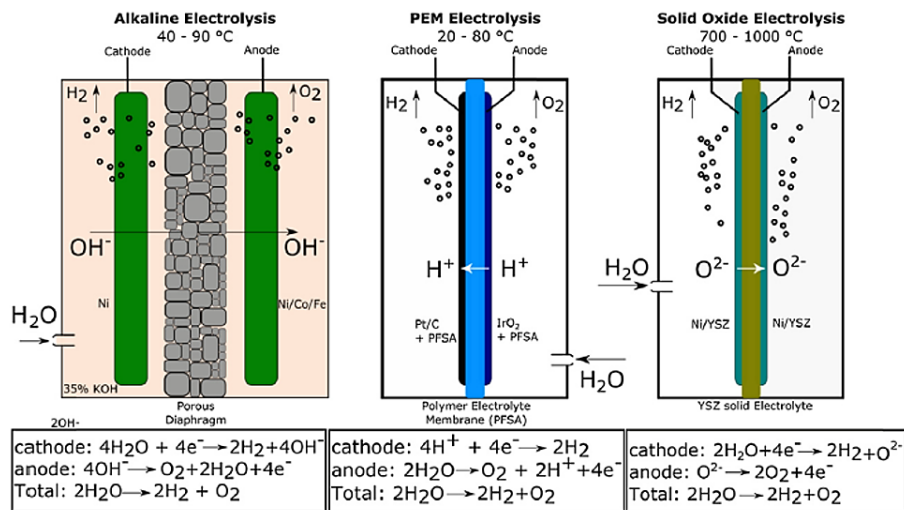 Alkaline Electrolysis
40 - 90 °C
Cathode
Anode
H2
O2
OH-
OH-
Ni
Ni/Co/Fe
H2O
35% KOH
Porous
Diaphragm
2OH-
cathode: 4H2O + 4e-→2H2+4OH-
anode: 4OH-→O2+2H2O+4e-
Total: 2H2O→2H2 + O2
PEM Electrolysis
20 - 80 °C
Cathode
Anode
H2
O2
H+
H+
Pt/C
+ PFSA
IrO2
+ PFSA
H2O
Polymer Electrolyte
Membrane (PFSA)
cathode: 4H+ + 4e-→ 2H2
anode: 2H2O→O2 + 2H++4e-
Total: 2H2O→2H2+O2
Solid Oxide Electrolysis
700 - 1000 °C
Cathode
Anode
H2
O2
H2O
O2-
O2-
Ni/YSZ
Ni/YSZ
YSZ solid Electrolyte
cathode: 2H2O+4e-→2H2+O2-
anode: O2-→2O2+4e-
Total: 2H2O→2H2+O2